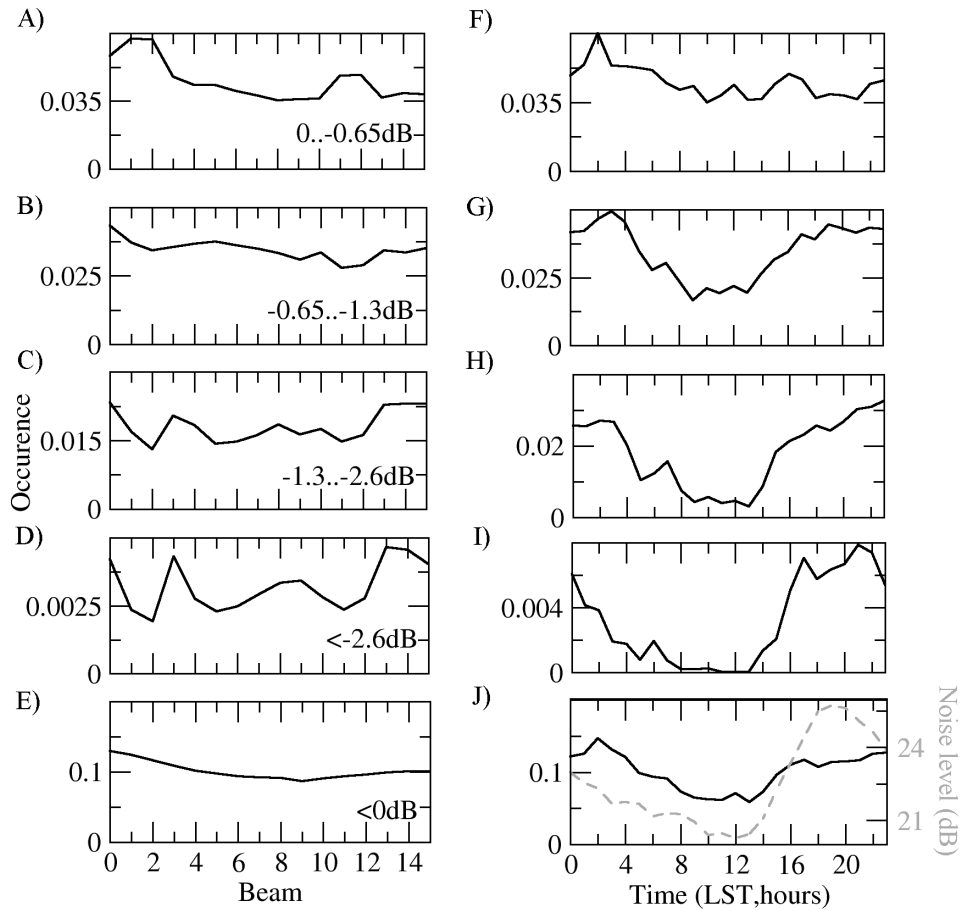 A)
0.035
0
0..-0.65dB
B)
0.025
0
-0.65..-1.3dB
C)
0.015
0
-1.3..-2.6dB
D)
0.0025
0
<-2.6dB
E)
0.1
0
<0dB
0 2 4 6 8 10 12 14
Beam
Occurence
F)
0.035
0
G)
0.025
0
H)
0.02
0
I)
0.004
0
J)
0.1
0
24
21
Noise level (dB)
0 4 8 12 16 20
Time (LST,hours)